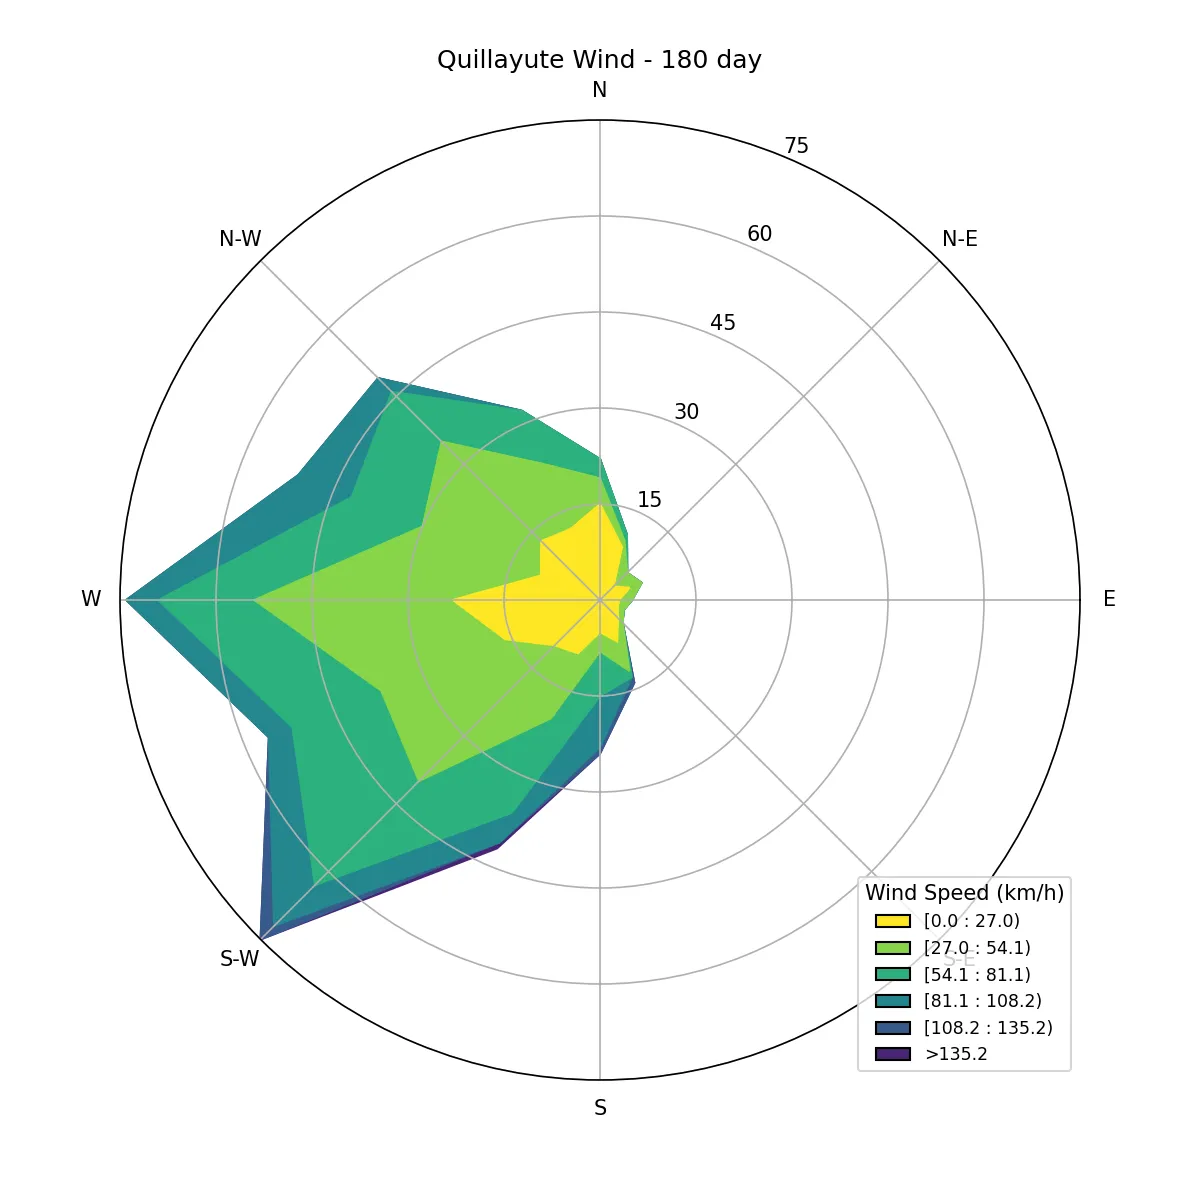 Quillayute Wind - 180 day
N
75
N-W
60
N-E
45
30
15
W
E
Wind Speed (km/h)
[0.0 : 27.0)
[27.0 : 54.1)
S-W
S-E
[54.1 : 81.1)
[81.1 : 108.2)
[108.2 : 135.2)
>135.2
S